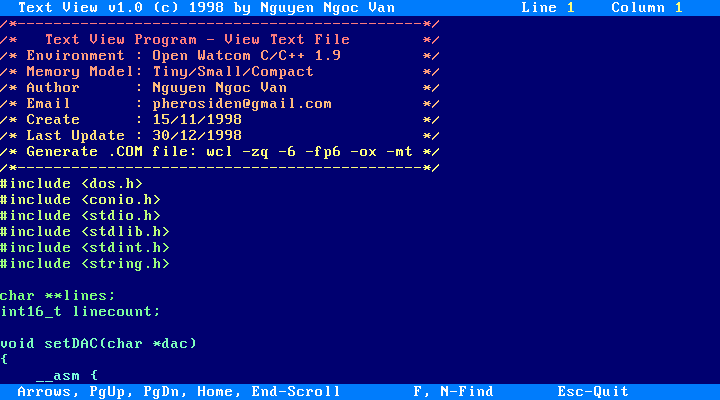 Text View v1.0 (c) 1998 by Nguyen Ngoc Van Line 1 Column 1
/*---------------------------------------------*/
/* Text View Program - View Text File */
/* Environment : Open Watcom C/C++ 1.9 */
/* Memory Model: Tiny/Small/Compact */
/* Author : Nguyen Ngoc Van */
/* Email : pherosiden@gmail.com */
/* Create : 15/11/1998 */
/* Last Update : 30/12/1998 */
/* Generate .COM file: wcl -zq -6 -fp6 -ox -mt */
/*---------------------------------------------*/
#include <dos.h>
#include <conio.h>
#include <stdio.h>
#include <stdlib.h>
#include <stdint.h>
#include <string.h>
char **lines;
int16_t linecount;
void setDAC(char *dac)
{
__asm {
Arrows, PgUp, PgDn, Home, End-Scroll F, N-Find Esc-Quit